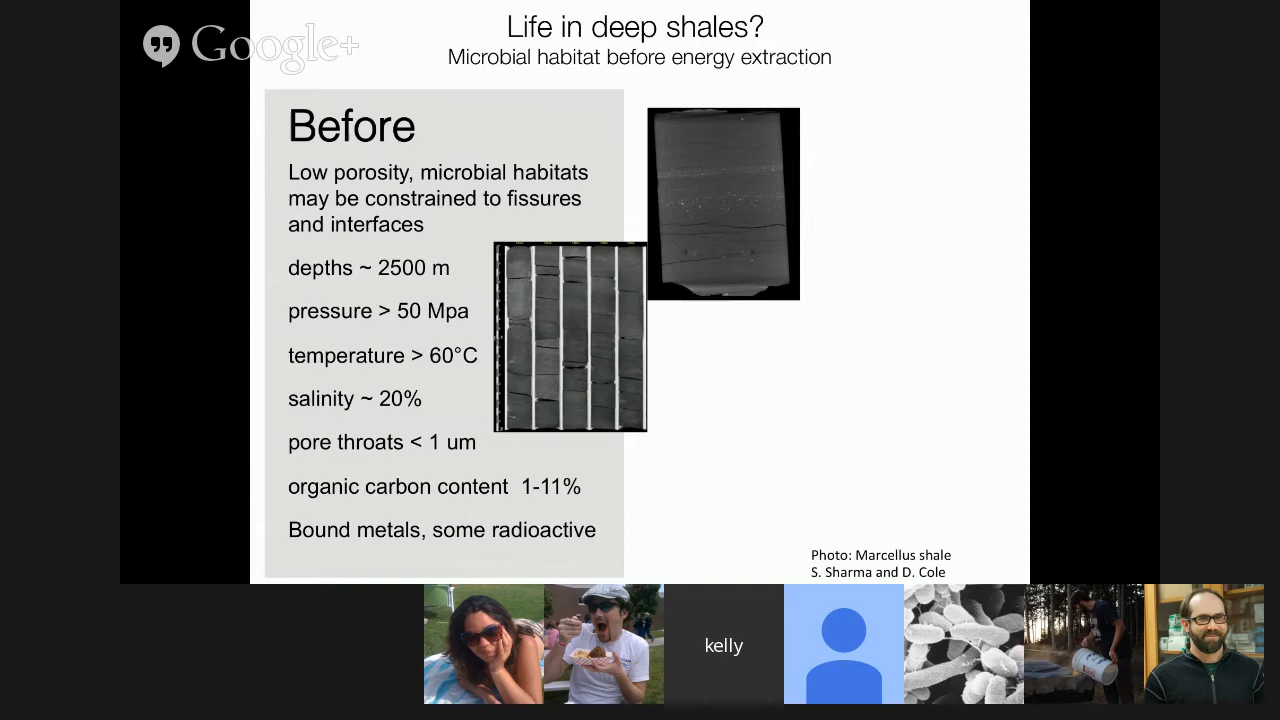 Google+
Life in deep shales?
Microbial habitat before energy extraction
Before
Low porosity, microbial habitats
may be constrained to fissures
and interfaces
depths ~ 2500 m
pressure > 50 Mpa
temperature > 60°C
salinity ~ 20%
pore throats < 1 um
organic carbon content 1-11%
Bound metals, some radioactive
Photo: Marcellus shale
S. Sharma and D. Cole
kelly